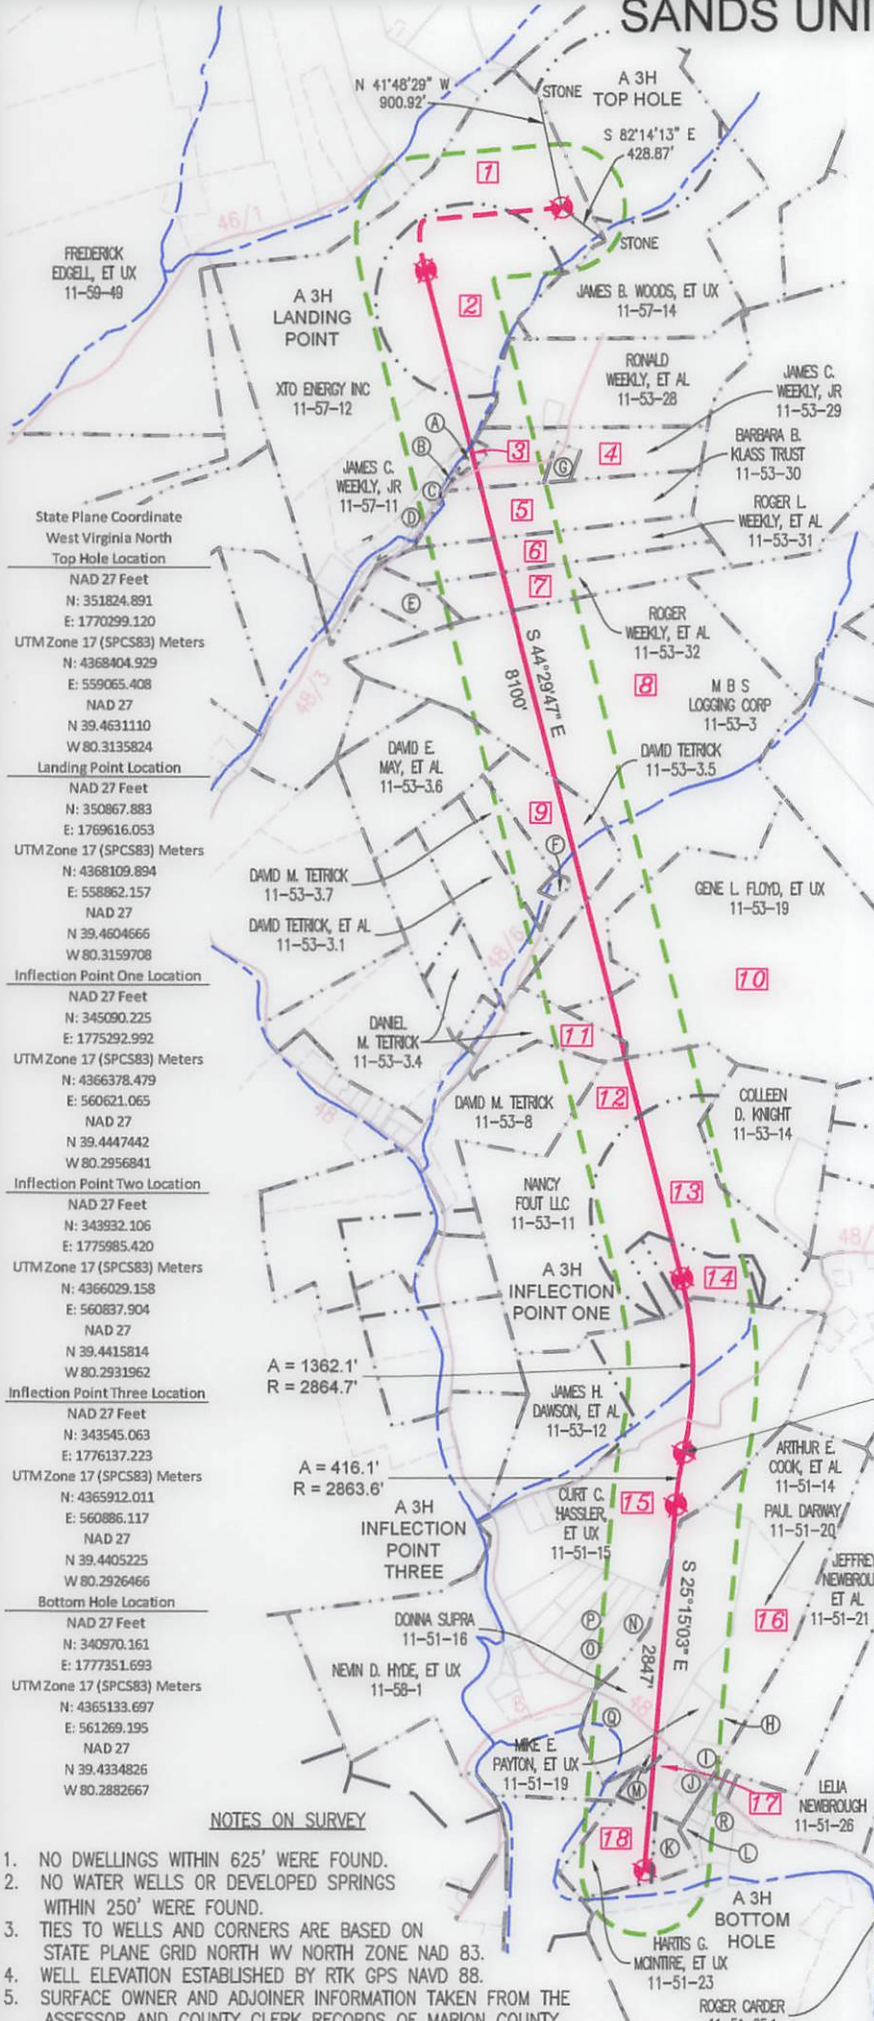 SANDS UNI
N 41°48'29" W
900.92'
STONE
A 3H
TOP HOLE
S 82°14'13" E
428.87'
1
46/1
STONE
FREDERICK
EDGELL, ET UX
11-59-49
A 3H
LANDING
POINT
2
JAMES B. WOODS, ET UX
11-57-14
XTO ENERGY INC
11-57-12
RONALD
WEEKLY, ET AL
11-53-28
JAMES C.
WEEKLY, JR
11-53-29
A
B
3
G
4
BARBARA B.
KLASS TRUST
11-53-30
JAMES C.
WEEKLY, JR
11-57-11
C
D
5
ROGER L.
WEEKLY, ET AL
11-53-31
6
7
E
ROGER
WEEKLY, ET AL
11-53-32
48/3
S 44°29'47" E
8100'
8
M B S
LOGGING CORP
11-53-3
DAVID E.
MAY, ET AL
11-53-3.6
DAVID TETRICK
11-53-3.5
9
F
DAVID M. TETRICK
11-53-3.7
GENE L. FLOYD, ET UX
11-53-19
DAVID TETRICK, ET AL
11-53-3.1
48/6
10
DANIEL
M. TETRICK
11-53-3.4
11
48
DAVID M. TETRICK
11-53-8
12
COLLEEN
D. KNIGHT
11-53-14
NANCY
FOUT LLC
11-53-11
13
48/
A 3H
INFLECTION
POINT ONE
14
A = 1362.1'
R = 2864.7'
JAMES H.
DAWSON, ET AL
11-53-12
A = 416.1'
R = 2863.6'
ARTHUR E.
COOK, ET AL
11-51-14
A 3H
INFLECTION
POINT
THREE
CURT C.
HASSLER,
ET UX
11-51-15
15
PAUL DARWAY
11-51-20
JEFFREY
NEWBROU
ET AL
11-51-21
S 25°15'03" E
2847'
16
DONNA SUPRA
11-51-16
P
O
N
NEVIN D. HYDE, ET UX
11-58-1
8
48
Q
H
MIKE E.
PAYTON, ET UX
11-51-19
I
J
M
17
LELIA
NEWBROUGH
11-51-26
R
18
K
L
A 3H
BOTTOM
HOLE
HARTIS G.
MCINTIRE, ET UX
11-51-23
ROGER CARDER
State Plane Coordinate
West Virginia North
Top Hole Location
NAD 27 Feet
N: 351824.891
E: 1770299.120
UTM Zone 17 (SPCS83) Meters
N: 4368404.929
E: 559065.408
NAD 27
N 39.4631110
W 80.3135824
Landing Point Location
NAD 27 Feet
N: 350867.883
E: 1769616.053
UTM Zone 17 (SPCS83) Meters
N: 4368109.894
E: 558862.157
NAD 27
N 39.4604666
W 80.3159708
Inflection Point One Location
NAD 27 Feet
N: 345090.225
E: 1775292.992
UTM Zone 17 (SPCS83) Meters
N: 4366378.479
E: 560621.065
NAD 27
N 39.4447442
W 80.2956841
Inflection Point Two Location
NAD 27 Feet
N: 343932.106
E: 1775985.420
UTM Zone 17 (SPCS83) Meters
N: 4366029.158
E: 560837.904
NAD 27
N 39.4415814
W 80.2931962
Inflection Point Three Location
NAD 27 Feet
N: 343545.063
E: 1776137.223
UTM Zone 17 (SPCS83) Meters
N: 4365912.011
E: 560886.117
NAD 27
N 39.4405225
W 80.2926466
Bottom Hole Location
NAD 27 Feet
N: 340970.161
E: 1777351.693
UTM Zone 17 (SPCS83) Meters
N: 4365133.697
E: 561269.195
NAD 27
N 39.4334826
W 80.2882667
NOTES ON SURVEY
1. NO DWELLINGS WITHIN 625' WERE FOUND.
2. NO WATER WELLS OR DEVELOPED SPRINGS
WITHIN 250' WERE FOUND.
3. TIES TO WELLS AND CORNERS ARE BASED ON
STATE PLANE GRID NORTH WV NORTH ZONE NAD 83.
4. WELL ELEVATION ESTABLISHED BY RTK GPS NAVD 88.
5. SURFACE OWNER AND ADJOINER INFORMATION TAKEN FROM THE
ASSESSOR AND COUNTY CLERK RECORDS OF MARION COUNTY